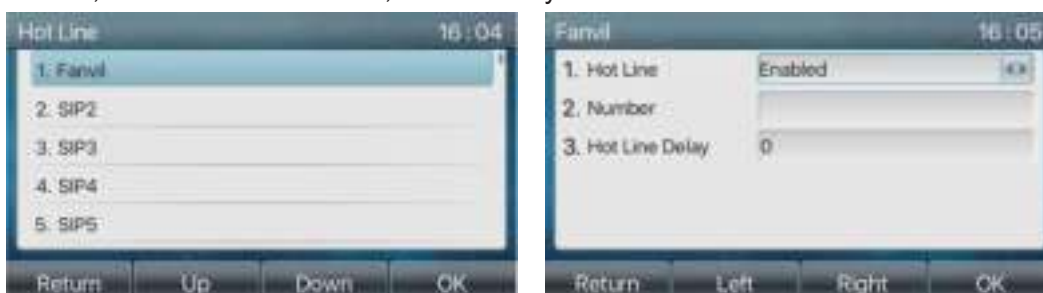 Hot Line 16:04
1. Fanvil
2. SIP2
3. SIP3
4. SIP4
5. SIP5
Return Up Down OK
Fanvil 16:05
1. Hot Line Enabled
2. Number
3. Hot Line Delay 0
Return Left Right OK